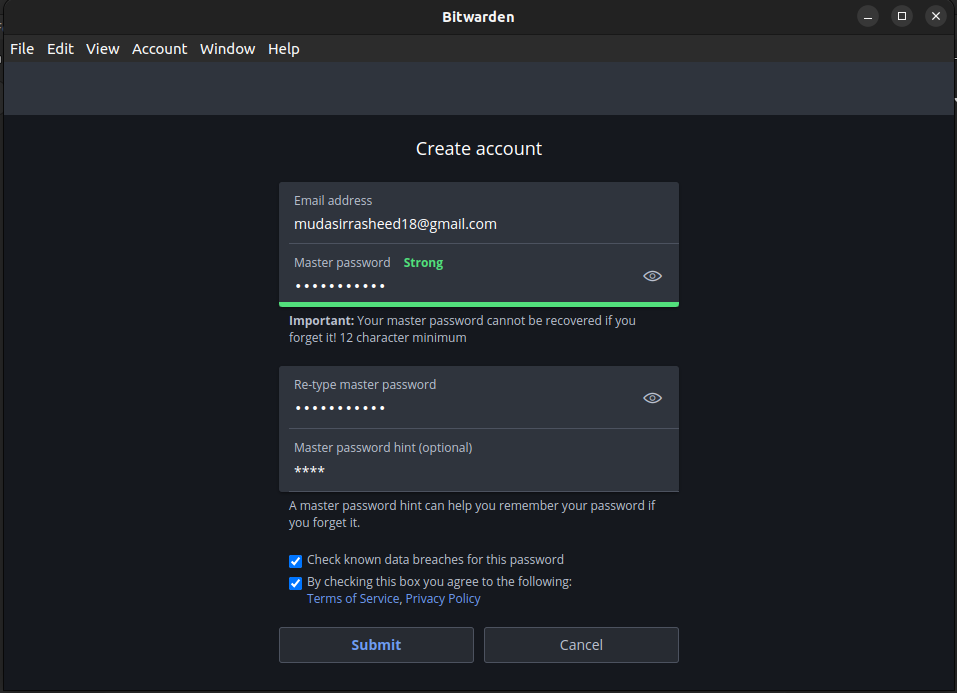 Bitwarden
File Edit View Account Window Help
Create account
Email address
mudasirrasheed18@gmail.com
Master password Strong
•••••••••••
Important: Your master password cannot be recovered if you
forget it! 12 character minimum
Re-type master password
•••••••••••
Master password hint (optional)
****
A master password hint can help you remember your password if
you forget it.
Check known data breaches for this password
By checking this box you agree to the following:
Terms of Service, Privacy Policy
Submit Cancel